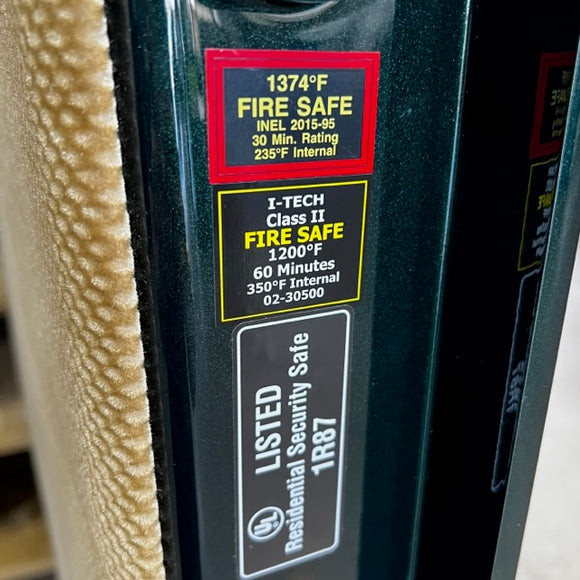 1374°F
FIRE SAFE
INEL 2015-95
30 Min. Rating
235°F Internal
I-TECH
Class II
FIRE SAFE
1200°F
60 Minutes
350°F Internal
02-30500
UL
LISTED
Residential Security Safe
1R87